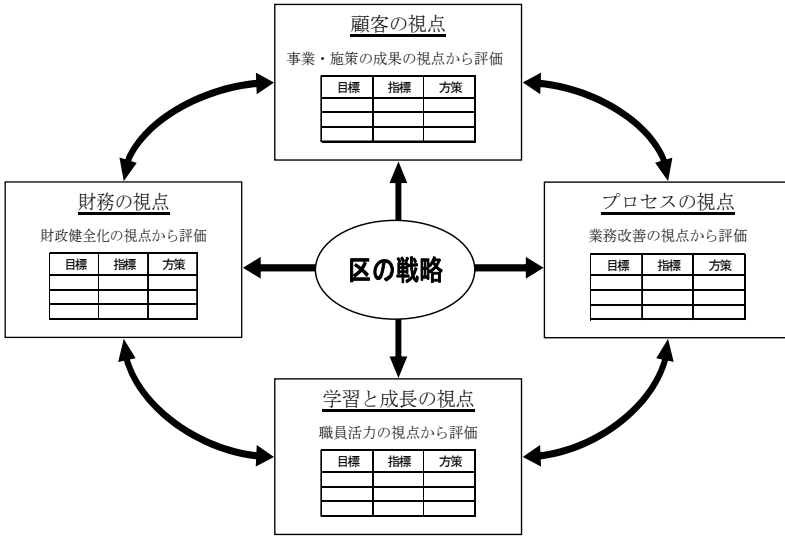 顧客の視点
事業・施策の成果の視点から評価
目標 指標 方策
財務の視点
財政健全化の視点から評価
目標 指標 方策
区の戦略
プロセスの視点
業務改善の視点から評価
目標 指標 方策
学習と成長の視点
職員活力の視点から評価
目標 指標 方策